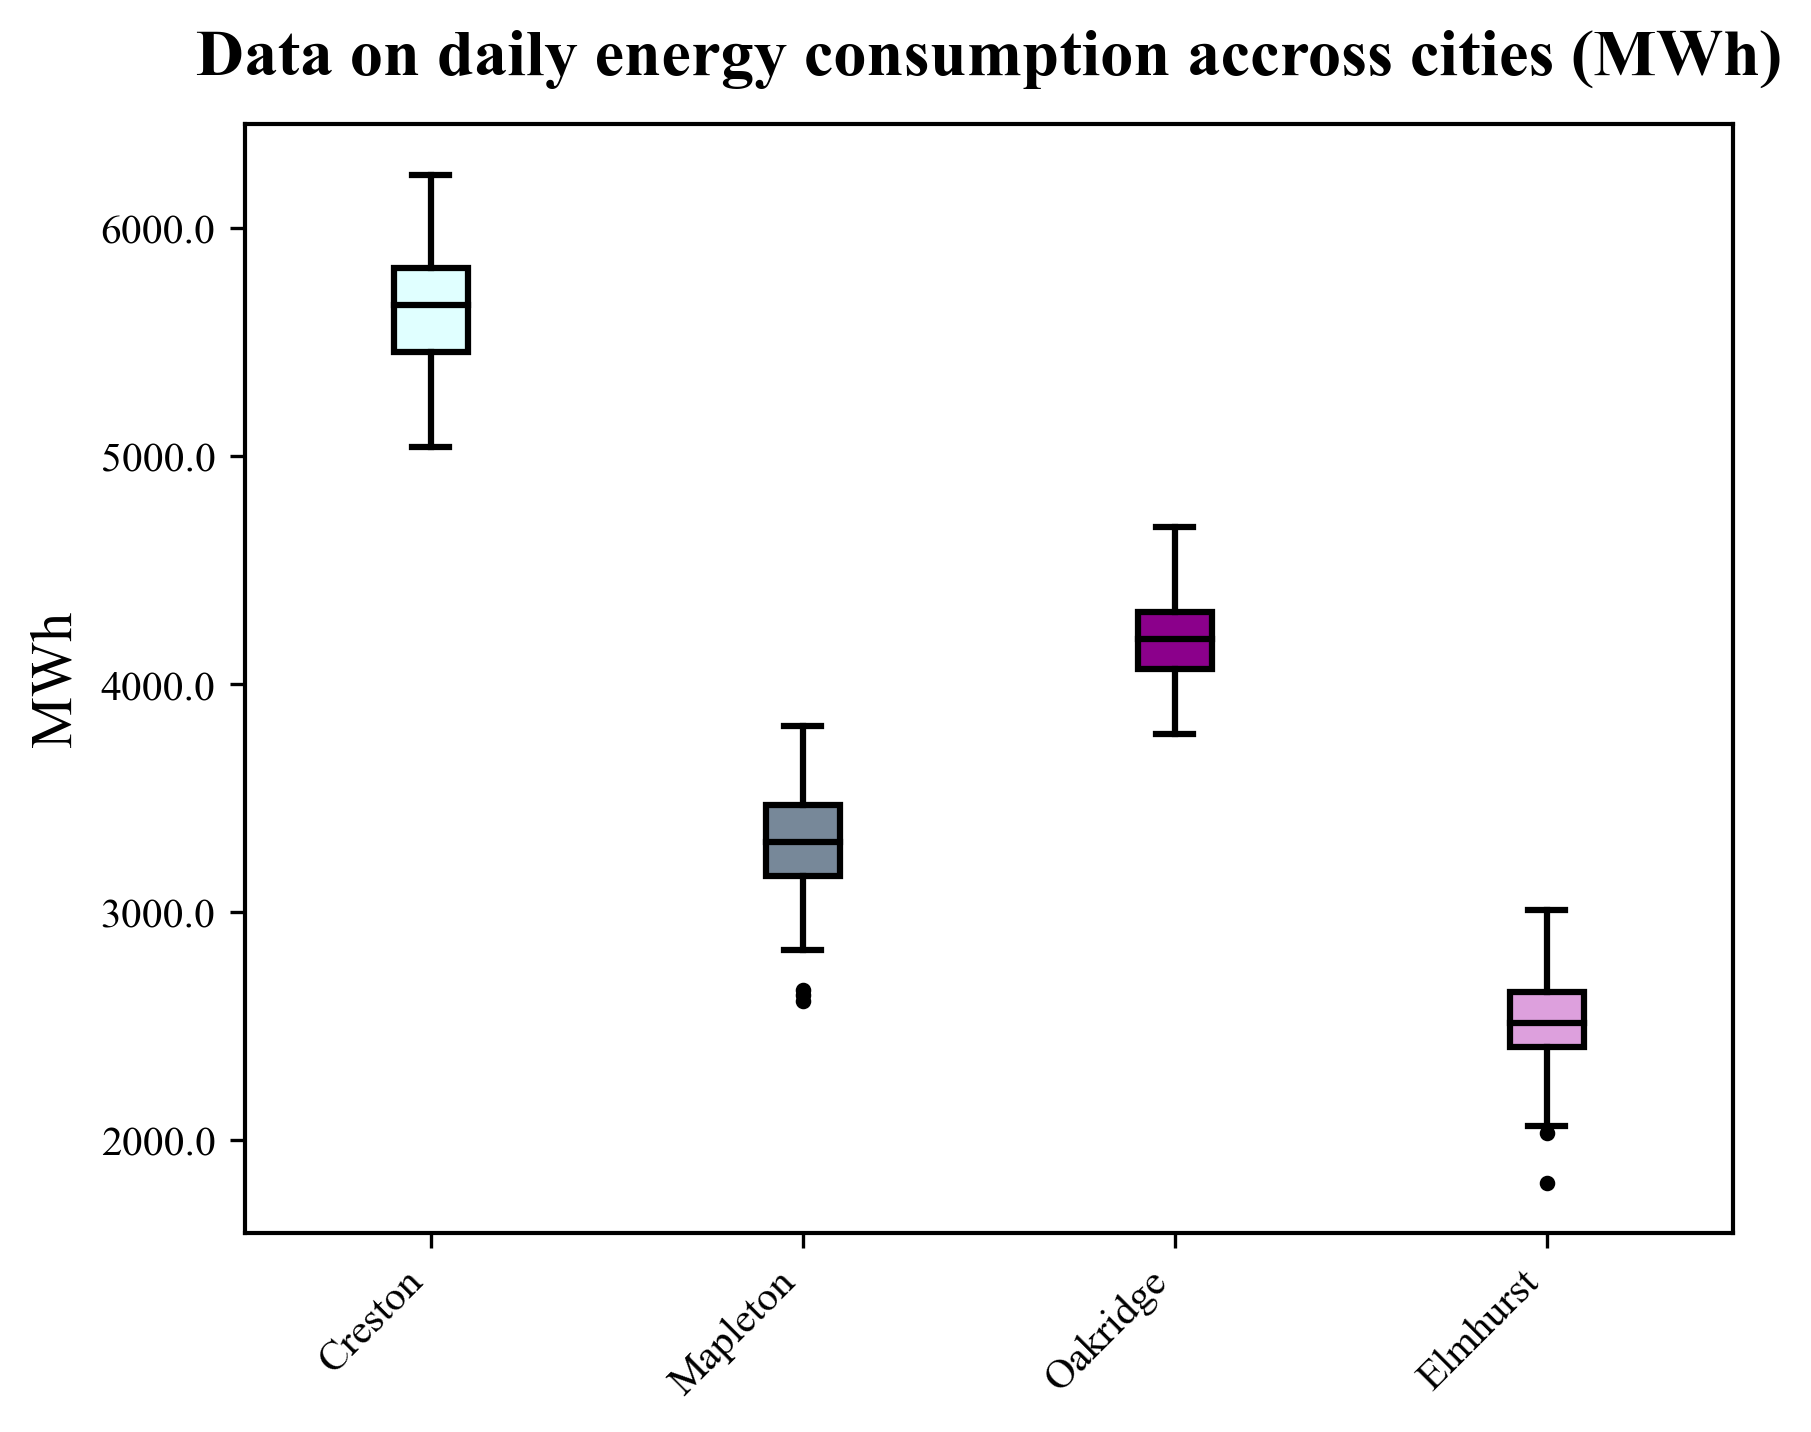 Data on daily energy consumption accross cities (MWh)
MWh
6000.0
5000.0
4000.0
3000.0
2000.0
Creston
Mapleton
Oakridge
Elmhurst